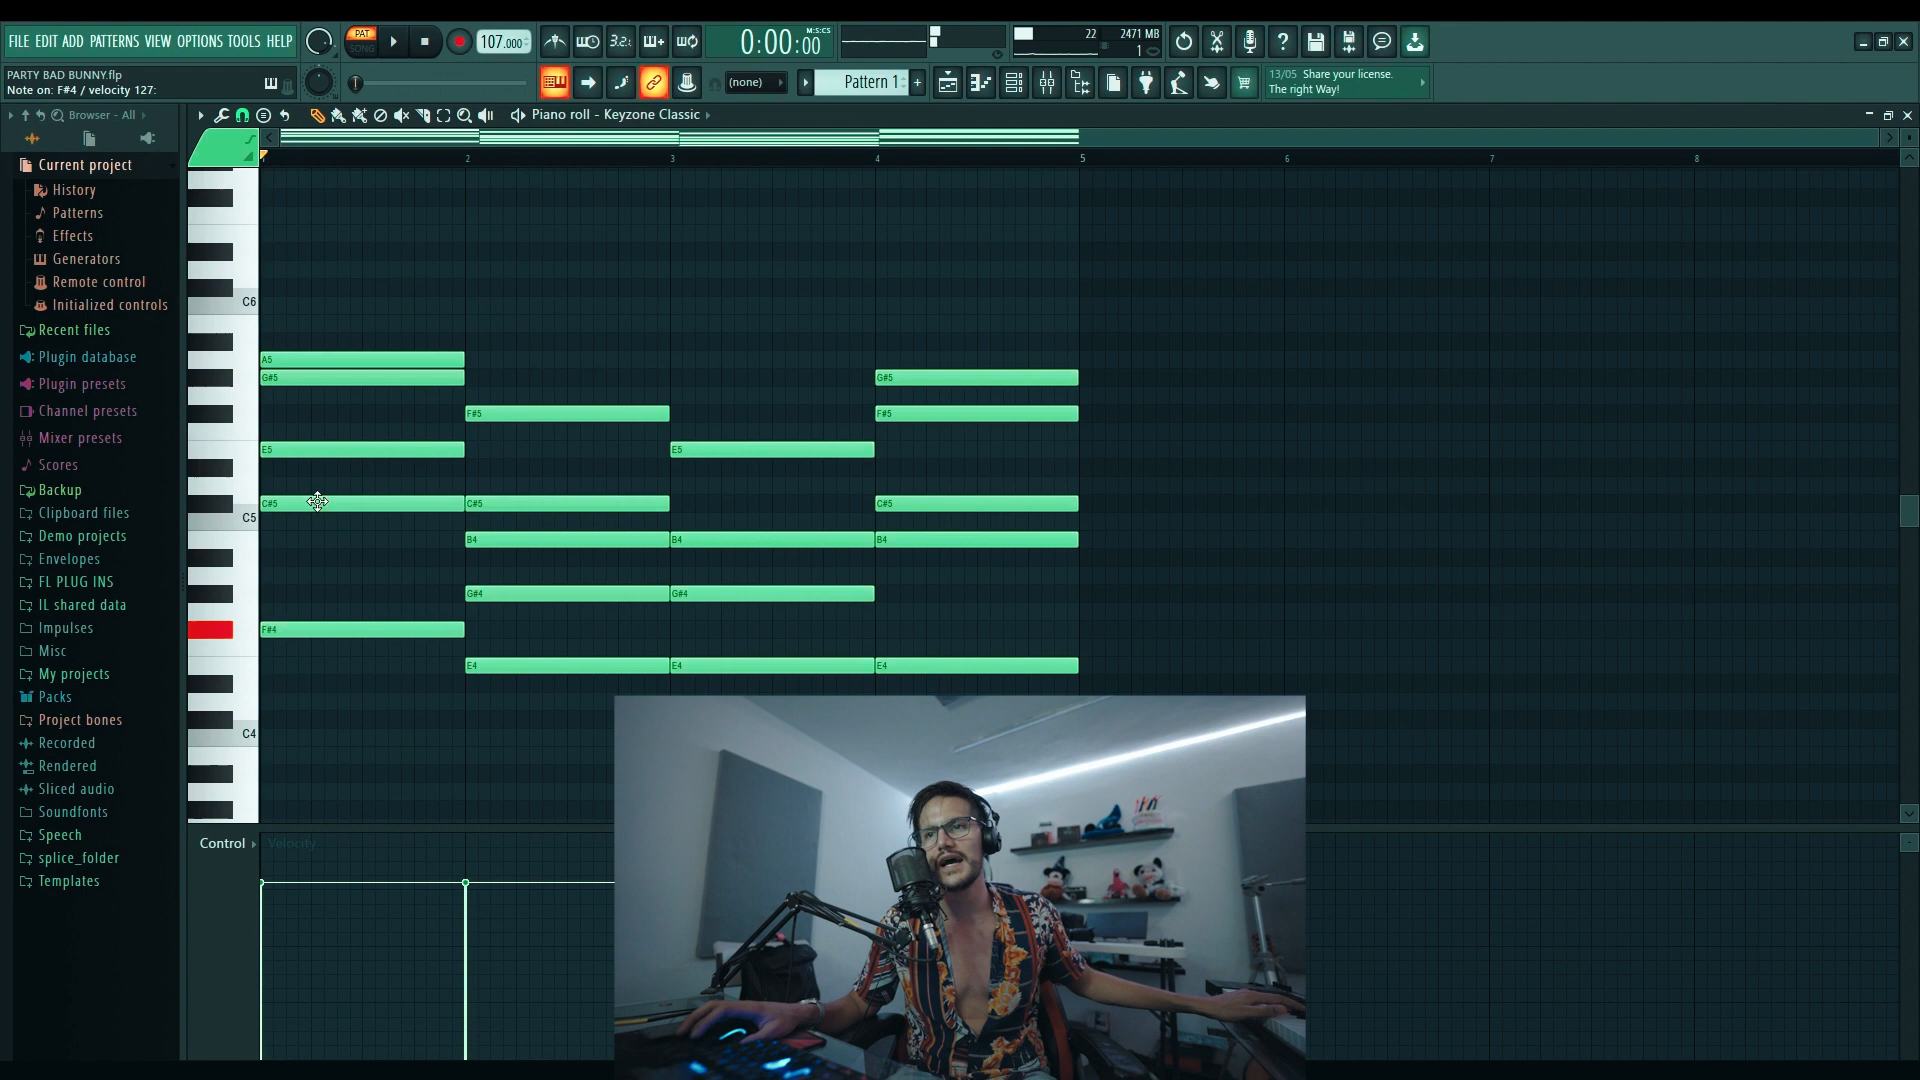 FILE EDIT ADD PATTERNS VIEW OPTIONS TOOLS HELP
PAT
SONG
107.000
3.2.
0:00:00
M:S:CS
22
2471 MB
1
PARTY BAD BUNNY.flp
Note on: F#4 / velocity 127:
(none)
Pattern 1
+
13/05 Share your license.
The right Way!
Browser - All
Piano roll - Keyzone Classic
Current project
History
Patterns
Effects
Generators
Remote control
Initialized controls
Recent files
Plugin database
Plugin presets
Channel presets
Mixer presets
Scores
Backup
Clipboard files
Demo projects
Envelopes
FL PLUG INS
IL shared data
Impulses
Misc
My projects
Packs
Project bones
Recorded
Rendered
Sliced audio
Soundfonts
Speech
splice_folder
Templates
2 3 4 5 6 7 8
C6
A5
G#5 G#5
F#5 F#5
E5 E5
C#5 C#5 C#5
C5
B4 B4 B4
G#4 G#4
F#4
E4 E4 E4
C4
Control
Velocity